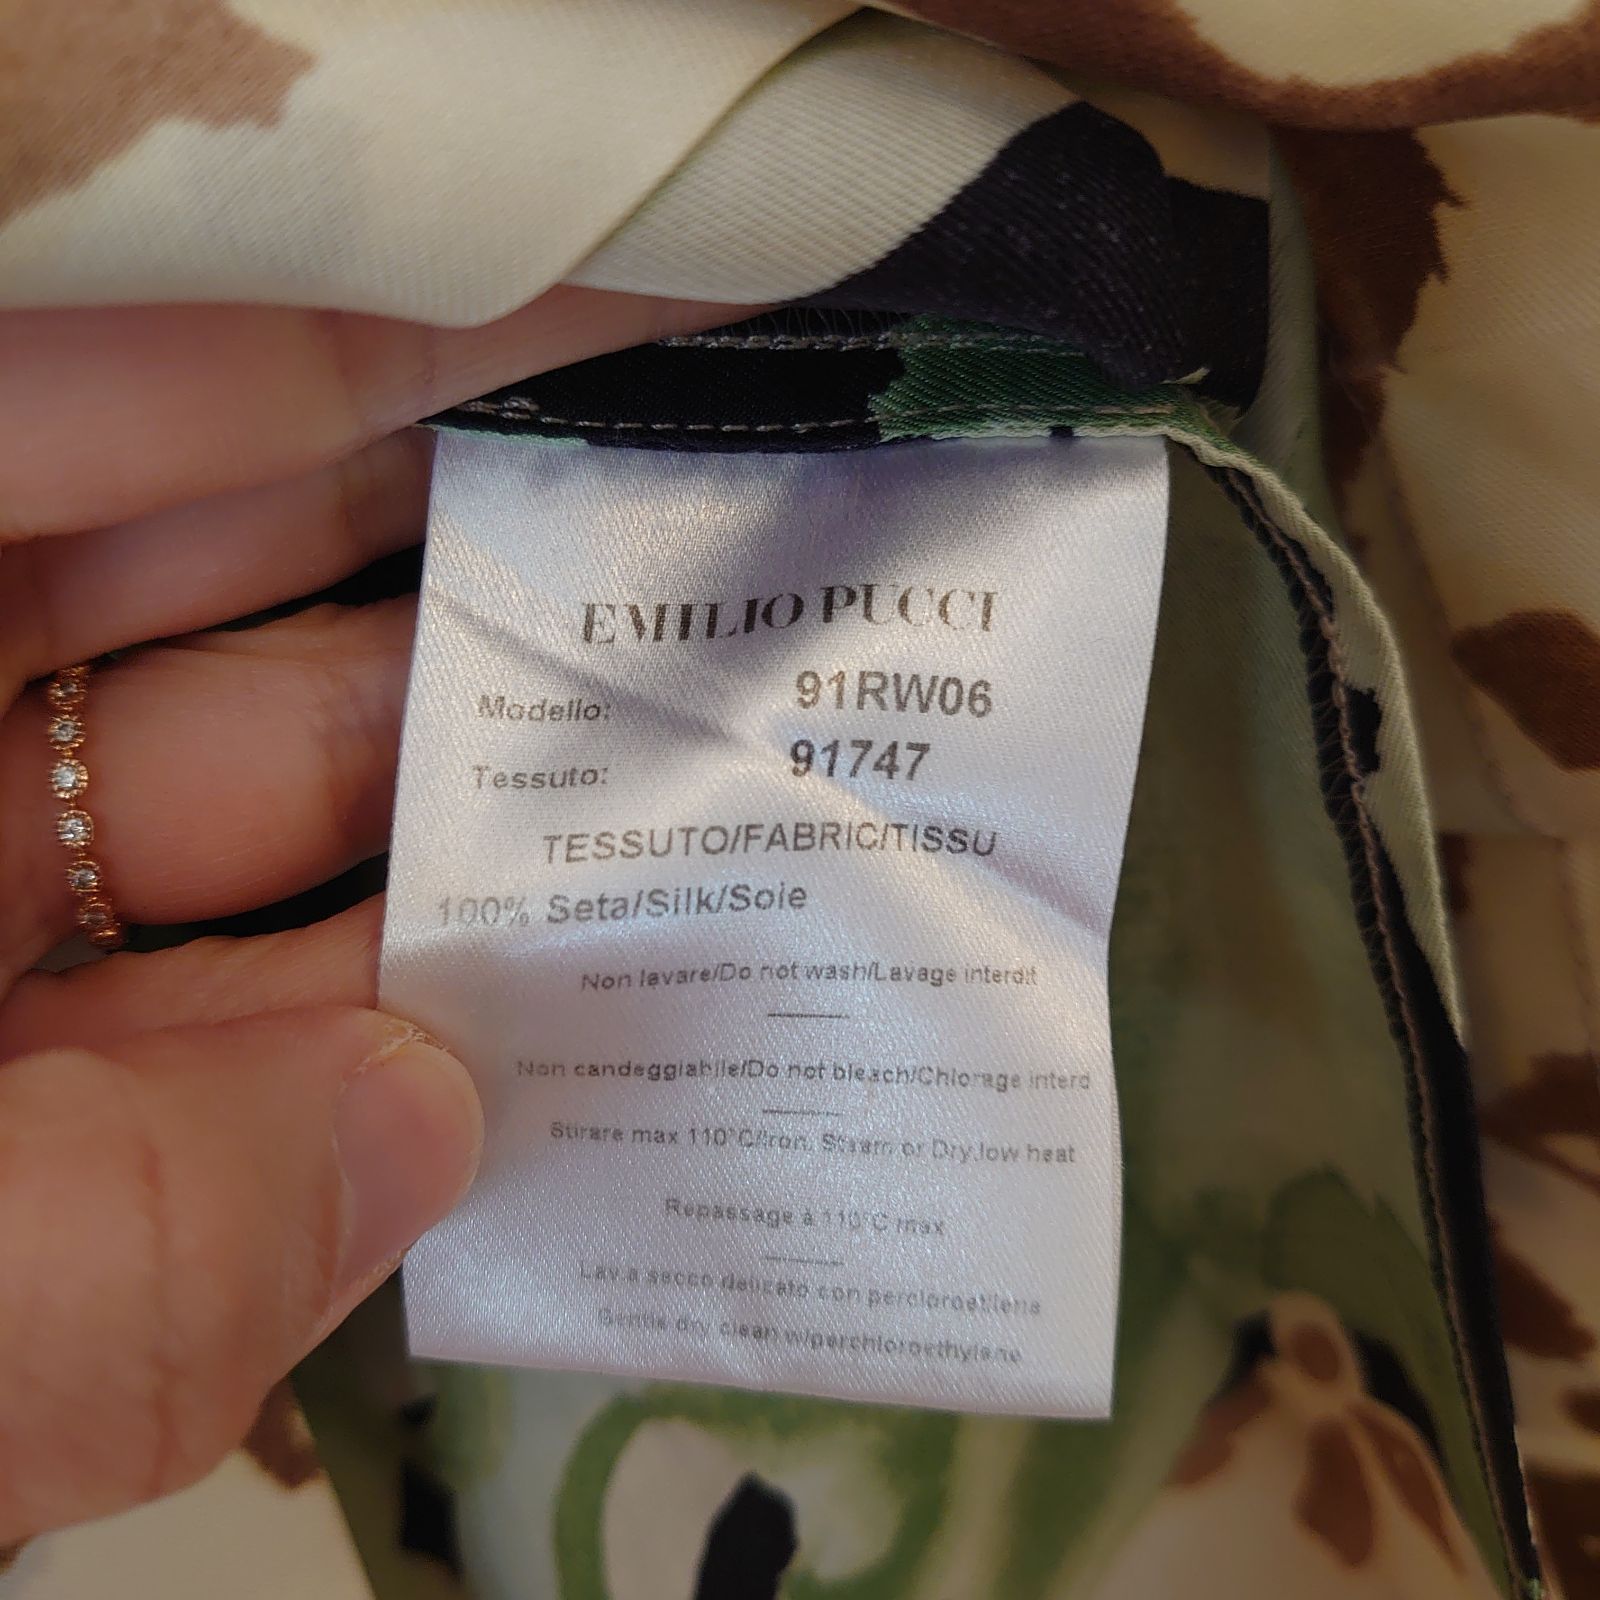 EMILIO PUCCI
Modello: 91RW06
Tessuto: 91747
TESSUTO/FABRIC/TISSU
100% Seta/Silk/Soie
Non lavare/Do not wash/Lavage interdit
Non candeggiabile/Do not bleach/Chlorage interd
Stirare max 110°C/Iron, Steam or Dry,low heat
Repassage à 110°C max
Lav.a secco delicato con percloroetilene
Gentle dry clean w/perchloroethylene